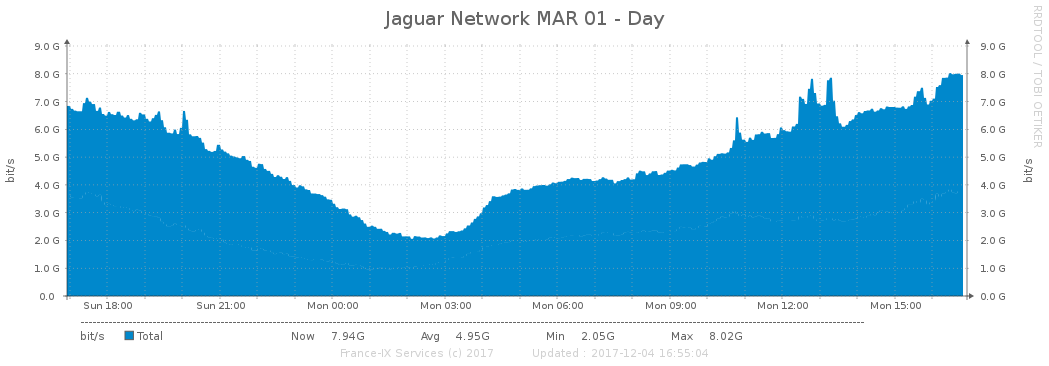 Jaguar Network MAR 01 - Day
RRDTOOL / TOBI OETIKER
bit/s
9.0 G 9.0 G
8.0 G 8.0 G
7.0 G 7.0 G
6.0 G 6.0 G
5.0 G 5.0 G
4.0 G 4.0 G
3.0 G 3.0 G
2.0 G 2.0 G
1.0 G 1.0 G
0.0 0.0 G
bit/s
Sun 18:00 Sun 21:00 Mon 00:00 Mon 03:00 Mon 06:00 Mon 09:00 Mon 12:00 Mon 15:00
bit/s Total Now 7.94G Avg 4.95G Min 2.05G Max 8.02G
France-IX Services (c) 2017 Updated : 2017-12-04 16:55:04